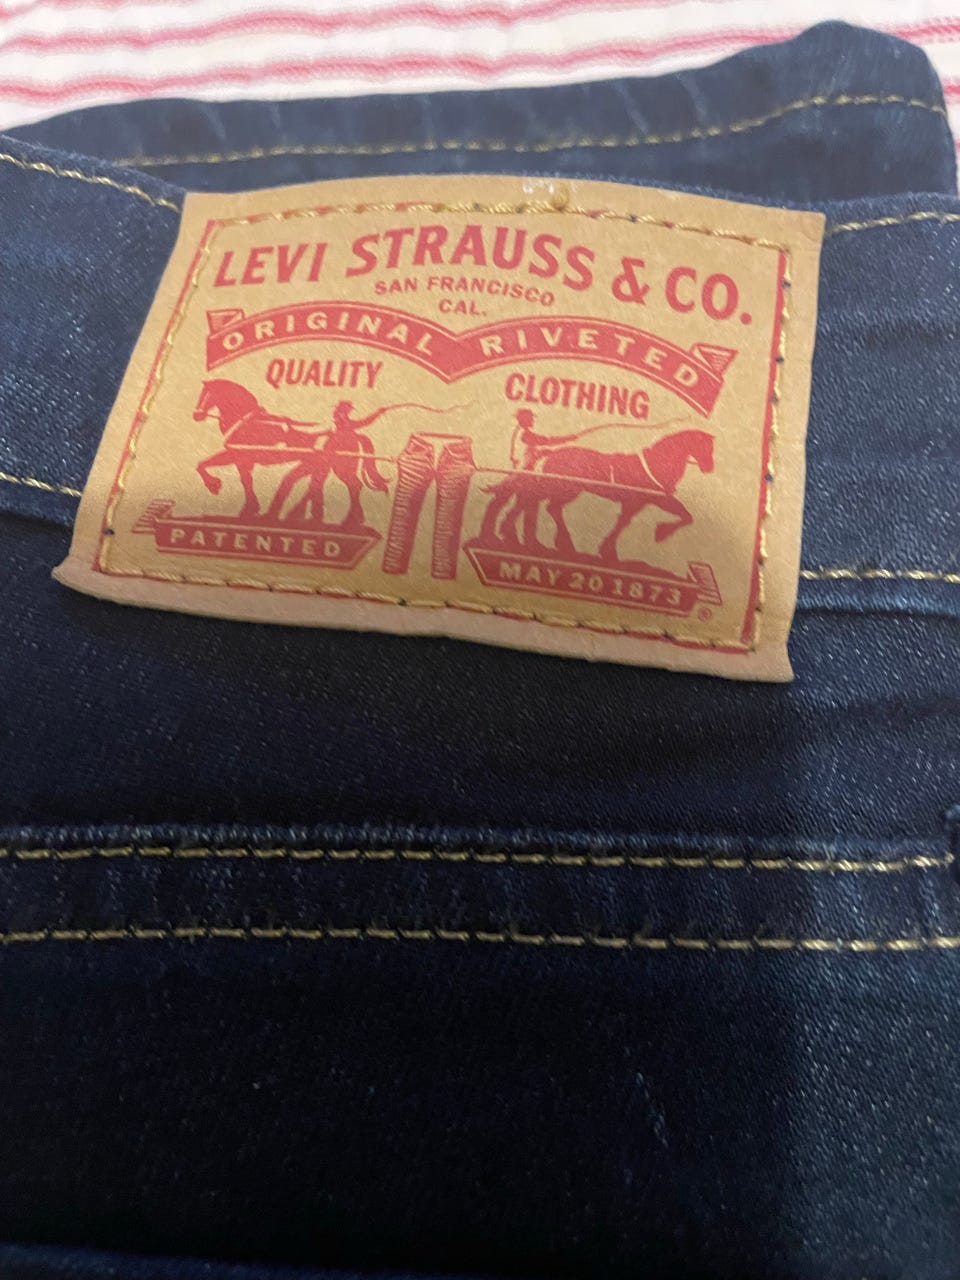 LEVI STRAUSS & CO.
SAN FRANCISCO
CAL.
ORIGINAL RIVETED
QUALITY CLOTHING
PATENTED MAY 20 1873
®